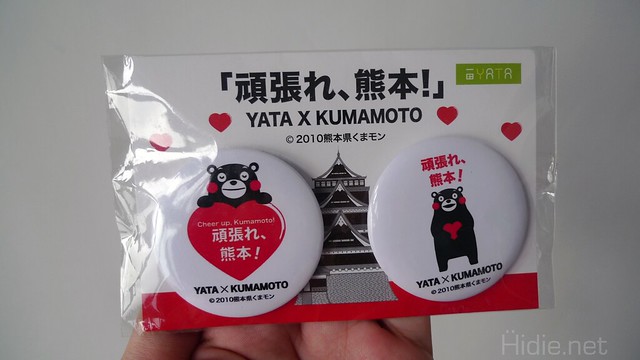 「頑張れ、熊本!」
YATA X KUMAMOTO
©2010熊本県くまモン
YATA
Cheer up, Kumamoto!
頑張れ、
熊本!
YATA×KUMAMOTO
©2010熊本県くまモン
頑張れ、
熊本!
YATA×KUMAMOTO
©2010熊本県くまモン
Hidie.net